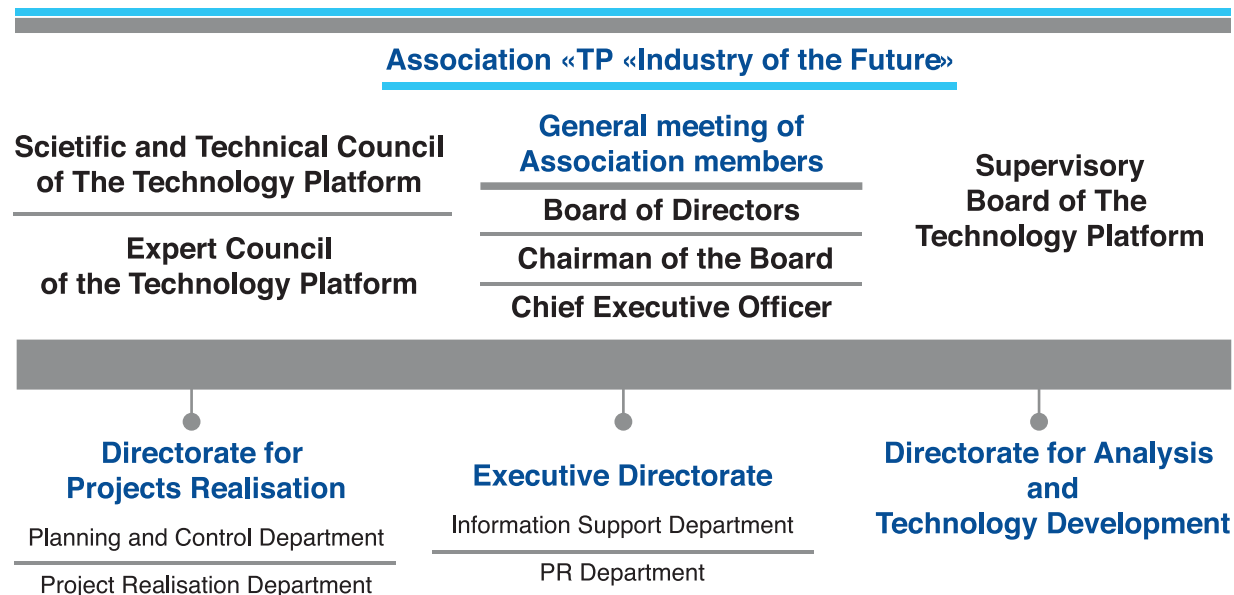 Association «TP «Industry of the Future»
Scietific and Technical Council
of The Technology Platform
Expert Council
of the Technology Platform
General meeting of
Association members
Board of Directors
Chairman of the Board
Chief Executive Officer
Supervisory
Board of The
Technology Platform
Directorate for
Projects Realisation
Planning and Control Department
Project Realisation Department
Executive Directorate
Information Support Department
PR Department
Directorate for Analysis
and
Technology Development